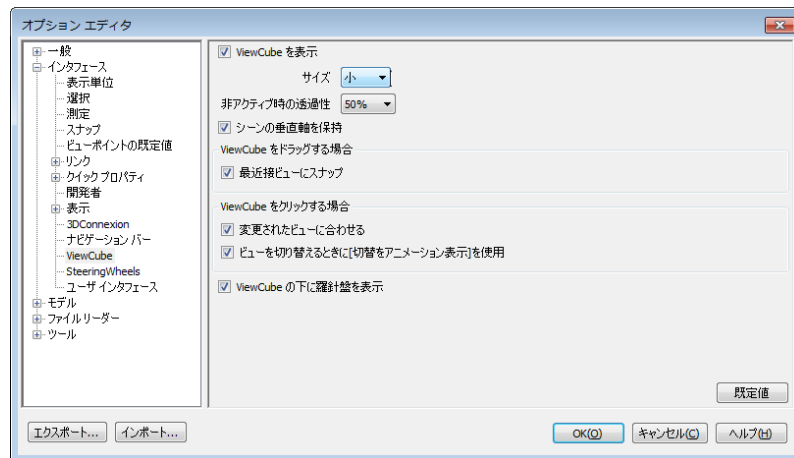 オプション エディタ
一般
インタフェース
表示単位
選択
測定
スナップ
ビューポイントの既定値
リンク
クイック プロパティ
開発者
表示
3DConnexion
ナビゲーション バー
ViewCube
SteeringWheels
ユーザ インタフェース
モデル
ファイル リーダー
ツール
ViewCube を表示
サイズ 小
非アクティブ時の透過性 50%
シーンの垂直軸を保持
ViewCube をドラッグする場合
最近接ビューにスナップ
ViewCube をクリックする場合
変更されたビューに合わせる
ビューを切り替えるときに[切替をアニメーション表示]を使用
ViewCube の下に羅針盤を表示
既定値
エクスポート... インポート... OK(O) キャンセル(C) ヘルプ(H)